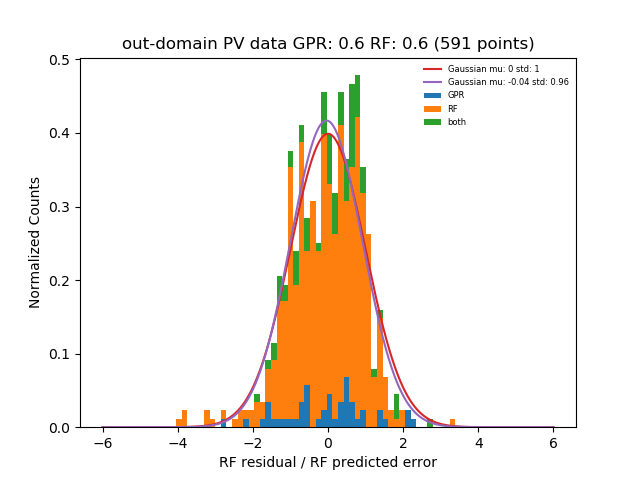 out-domain PV data GPR: 0.6 RF: 0.6 (591 points)
Gaussian mu: 0 std: 1
Gaussian mu: -0.04 std: 0.96
GPR
RF
both
Normalized Counts
0.5
0.4
0.3
0.2
0.1
0.0
−6 −4 −2 0 2 4 6
RF residual / RF predicted error